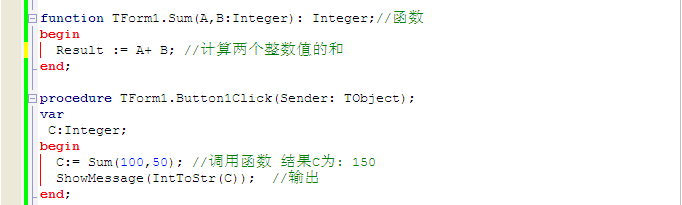 function TForm1.Sum(A,B:Integer): Integer;//函数
begin
  Result := A+ B; //计算两个整数值的和
end;
procedure TForm1.Button1Click(Sender: TObject);
var
 C:Integer;
begin
  C:= Sum(100,50); //调用函数 结果C为: 150
  ShowMessage(IntToStr(C));  //输出
end;